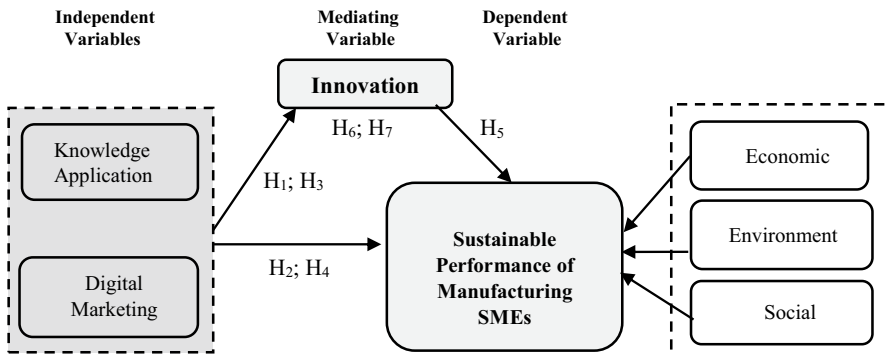 Independent
Variables
Mediating
Variable
Dependent
Variable
Innovation
H₆; H₇
H₅
Knowledge
Application
H₁; H₃
Economic
Sustainable
Performance of
Manufacturing
SMEs
Environment
H₂; H₄
Digital
Marketing
Social